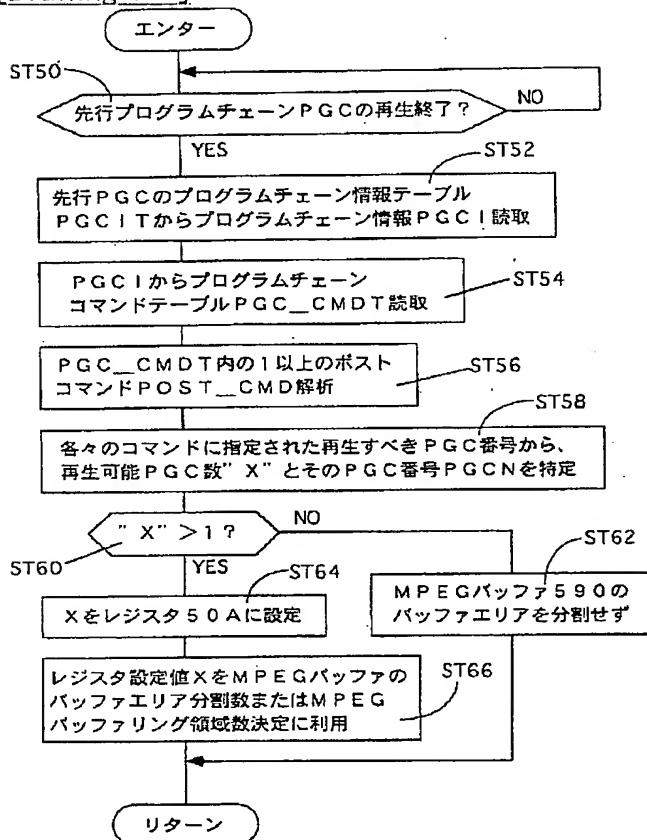 エンター
ST50
先行プログラムチェーンPGCの再生終了?
NO
YES
ST52
先行PGCのプログラムチェーン情報テーブル
PGCITからプログラムチェーン情報PGCI読取
PGCIからプログラムチェーン
コマンドテーブルPGC_CMDT読取
ST54
PGC_CMDT内の1以上のポスト
コマンドPOST_CMD解析
ST56
ST58
各々のコマンドに指定された再生すべきPGC番号から、
再生可能PGC数"X"とそのPGC番号PGCNを特定
"X">1?
NO
ST60
YES
ST62
MPEGバッファ590の
バッファエリアを分割せず
ST64
Xをレジスタ50Aに設定
レジスタ設定値XをMPEGバッファの
バッファエリア分割数またはMPEG
バッファリング領域数決定に利用
ST66
リターン